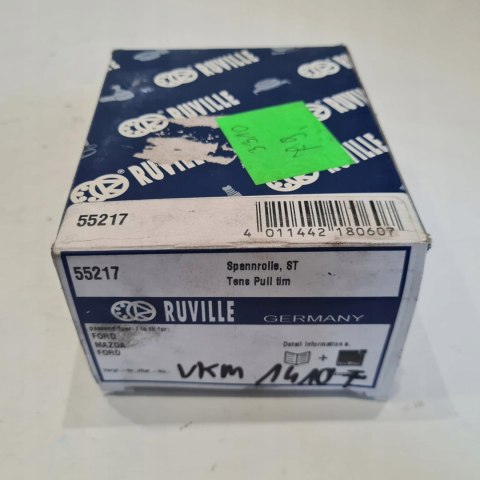 RUVILLE
RUVILLE
RUVILLE
RUVILLE
55217
4 011442 180607
55217
Spannrolle, ST
Tens Pull tim
RUVILLE GERMANY
FORD
MAZDA
FORD
Detail Information s.
+
VKM 14107